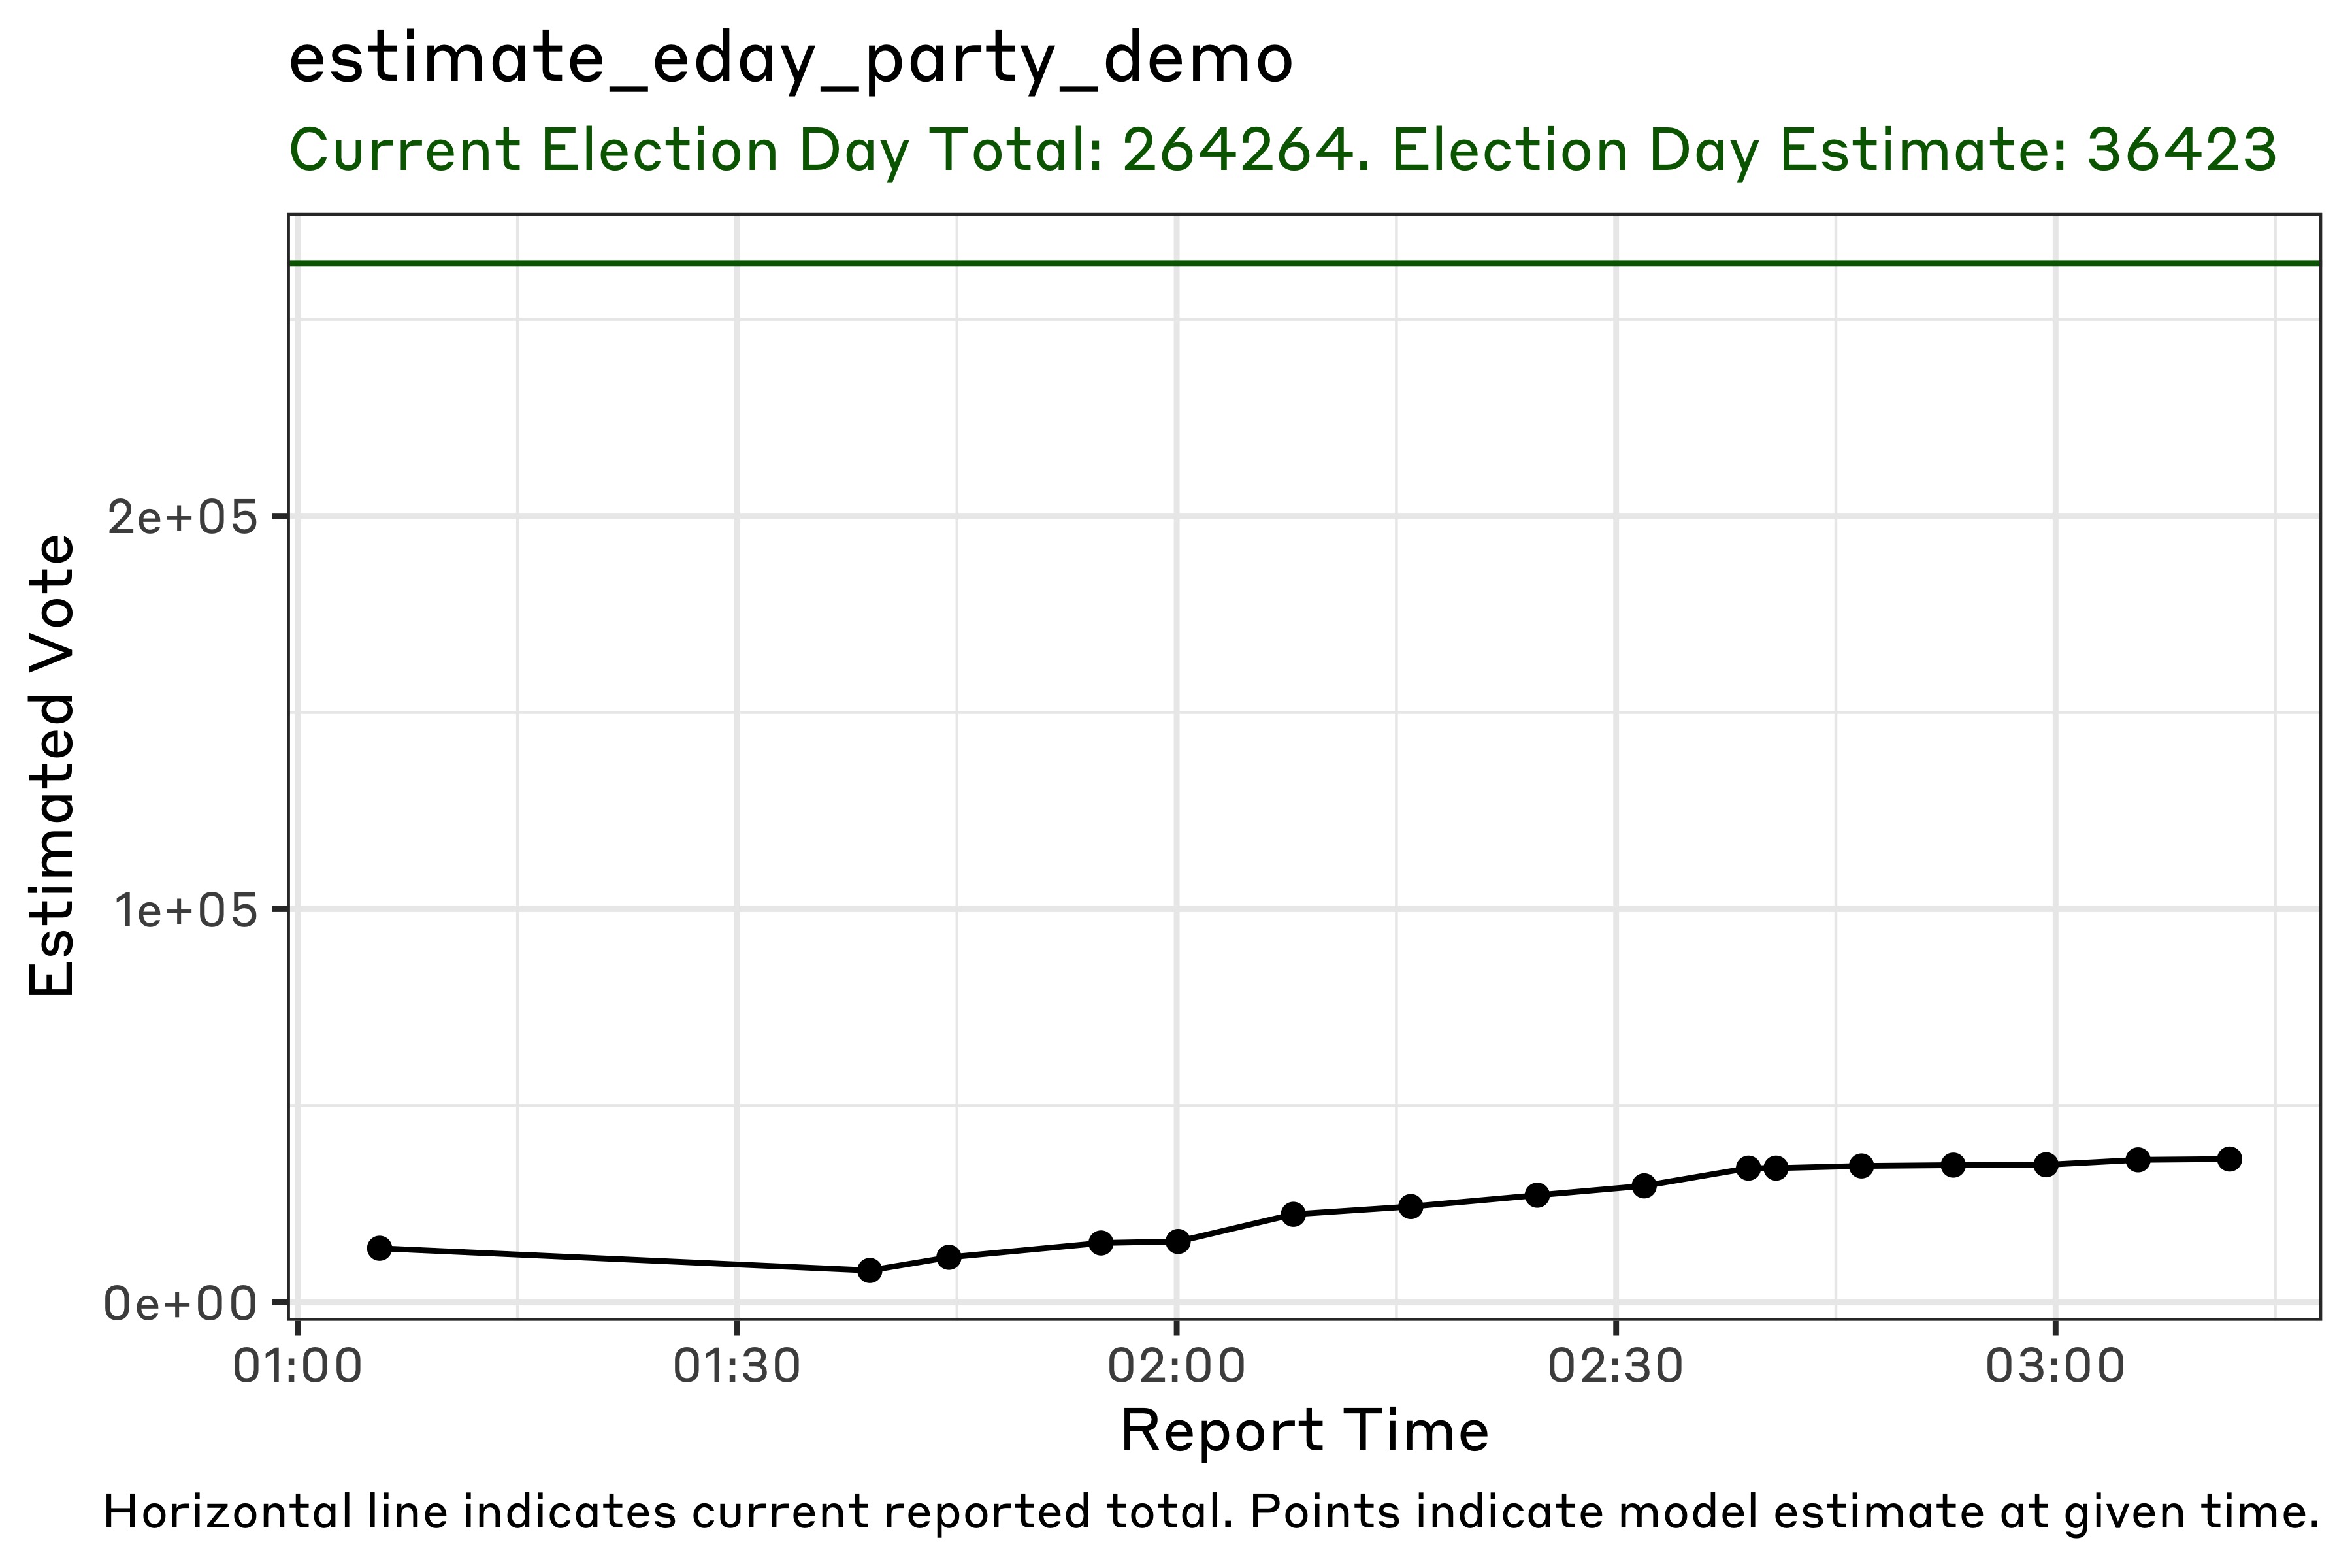 estimate_eday_party_demo
Current Election Day Total: 264264. Election Day Estimate: 36423
Estimated Vote
2e+05
1e+05
0e+00
01:00 01:30 02:00 02:30 03:00
Report Time
Horizontal line indicates current reported total. Points indicate model estimate at given time.